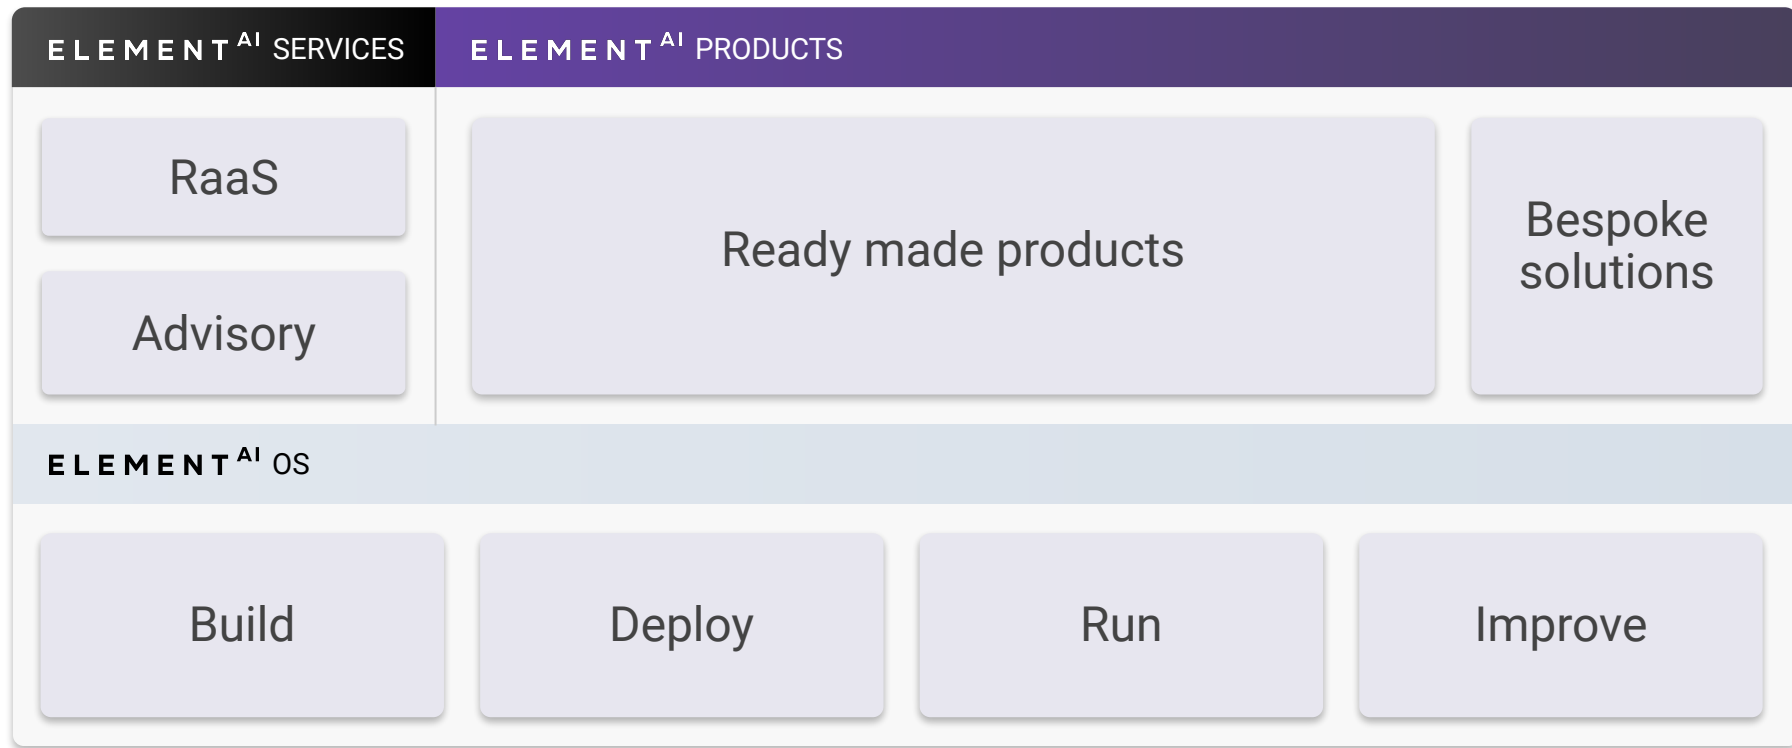 ELEMENT AI SERVICES
ELEMENT AI PRODUCTS
RaaS
Advisory
Ready made products
Bespoke
solutions
ELEMENT AI OS
Build
Deploy
Run
Improve